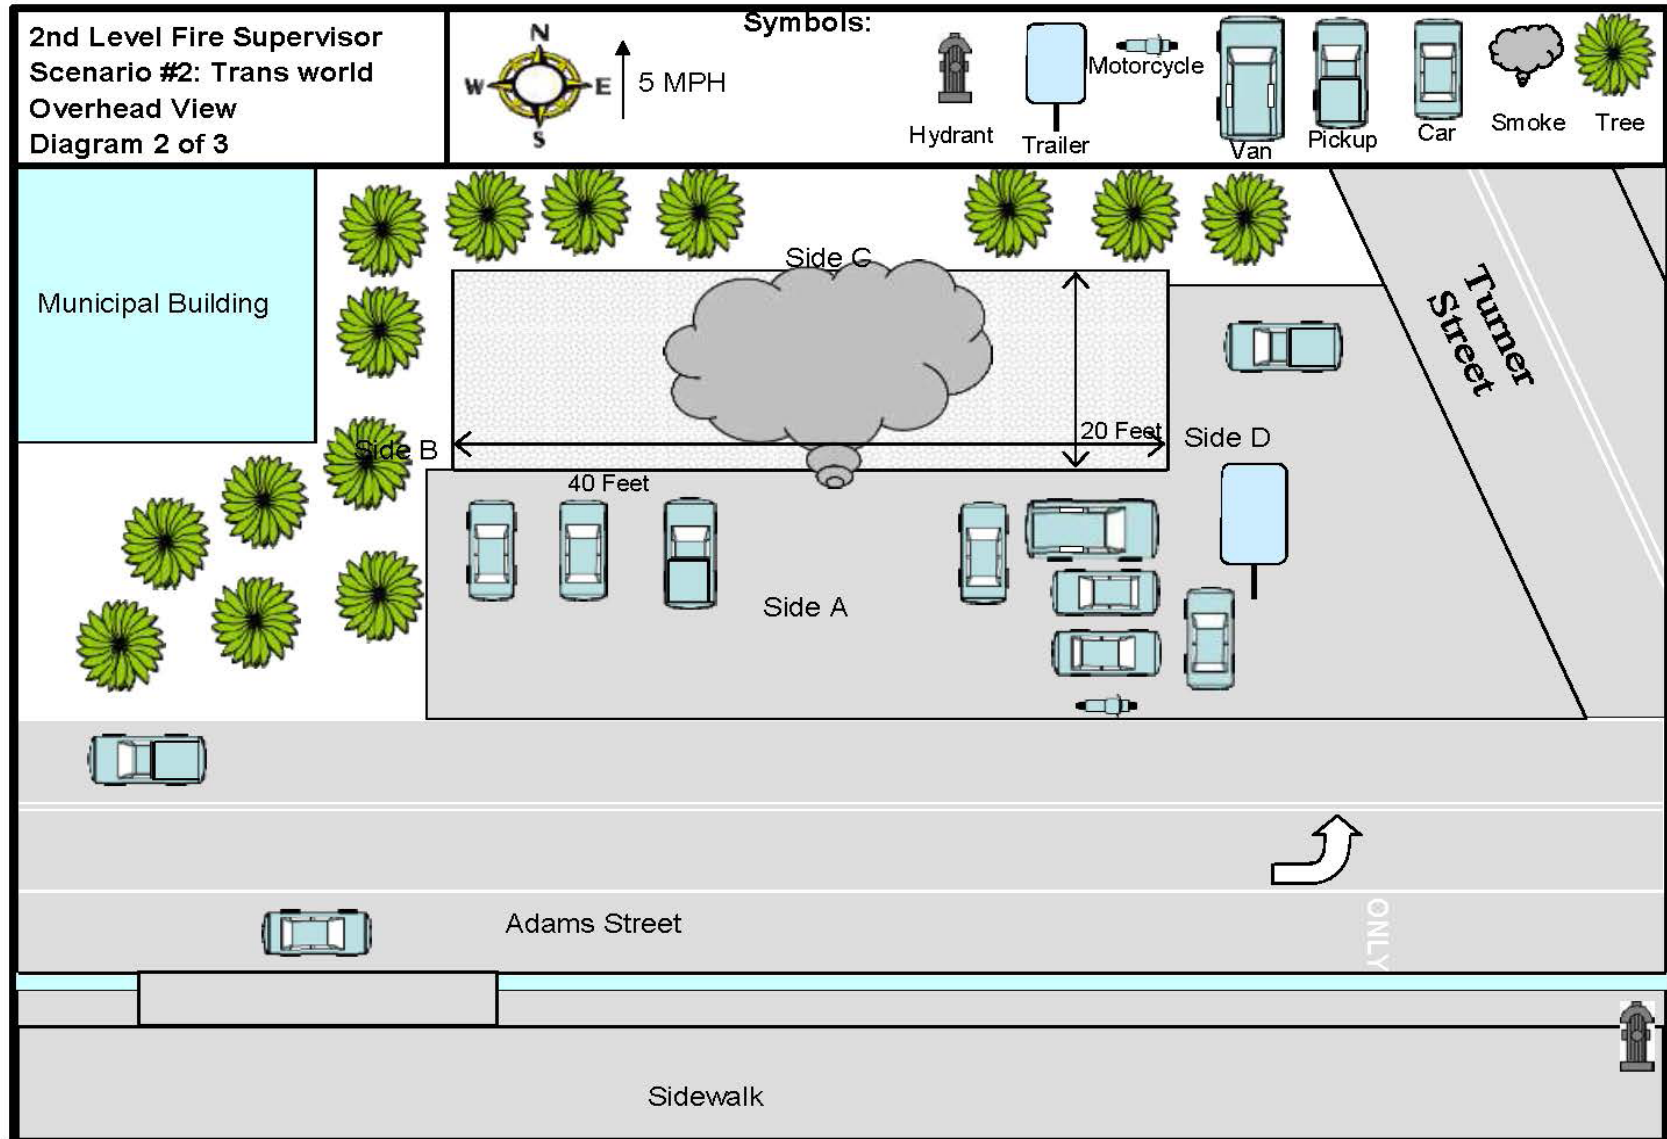 2nd Level Fire Supervisor
Scenario #2: Trans world
Overhead View
Diagram 2 of 3
N
W
E
S
5 MPH
Symbols:
Hydrant
Trailer
Motorcycle
Van
Pickup
Car
Smoke
Tree
Municipal Building
Side C
Turner
Street
Side B
20 Feet
Side D
40 Feet
Side A
Adams Street
ONLY
Sidewalk